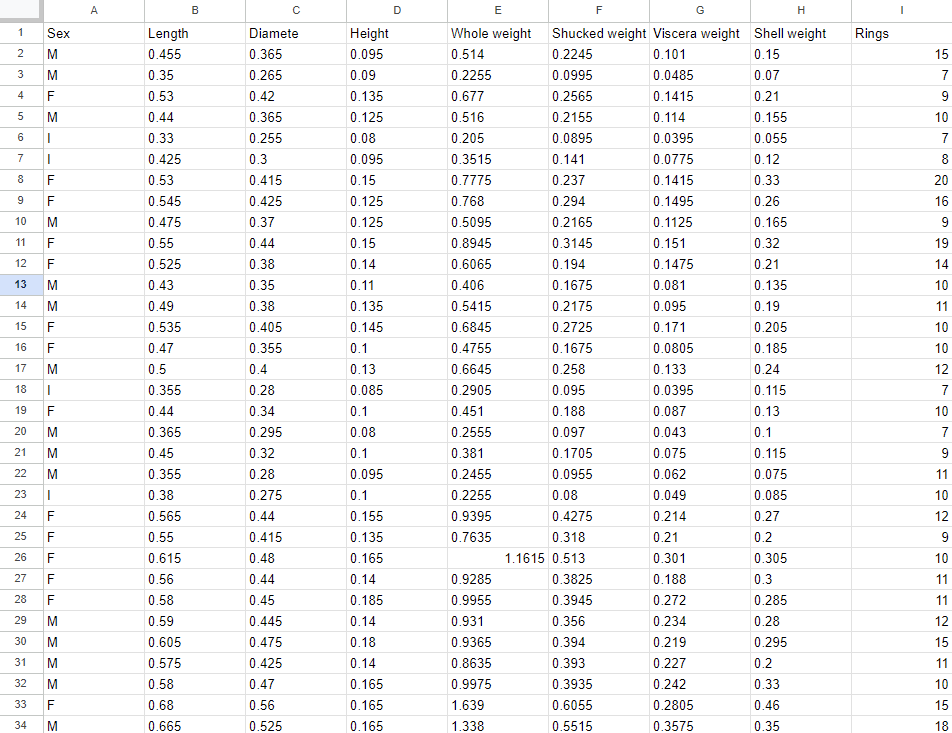 A B C D E F G H I
1 Sex Length Diamete Height Whole weight Shucked weight Viscera weight Shell weight Rings
2 M 0.455 0.365 0.095 0.514 0.2245 0.101 0.15 15
3 M 0.35 0.265 0.09 0.2255 0.0995 0.0485 0.07 7
4 F 0.53 0.42 0.135 0.677 0.2565 0.1415 0.21 9
5 M 0.44 0.365 0.125 0.516 0.2155 0.114 0.155 10
6 I 0.33 0.255 0.08 0.205 0.0895 0.0395 0.055 7
7 I 0.425 0.3 0.095 0.3515 0.141 0.0775 0.12 8
8 F 0.53 0.415 0.15 0.7775 0.237 0.1415 0.33 20
9 F 0.545 0.425 0.125 0.768 0.294 0.1495 0.26 16
10 M 0.475 0.37 0.125 0.5095 0.2165 0.1125 0.165 9
11 F 0.55 0.44 0.15 0.8945 0.3145 0.151 0.32 19
12 F 0.525 0.38 0.14 0.6065 0.194 0.1475 0.21 14
13 M 0.43 0.35 0.11 0.406 0.1675 0.081 0.135 10
14 M 0.49 0.38 0.135 0.5415 0.2175 0.095 0.19 11
15 F 0.535 0.405 0.145 0.6845 0.2725 0.171 0.205 10
16 F 0.47 0.355 0.1 0.4755 0.1675 0.0805 0.185 10
17 M 0.5 0.4 0.13 0.6645 0.258 0.133 0.24 12
18 I 0.355 0.28 0.085 0.2905 0.095 0.0395 0.115 7
19 F 0.44 0.34 0.1 0.451 0.188 0.087 0.13 10
20 M 0.365 0.295 0.08 0.2555 0.097 0.043 0.1 7
21 M 0.45 0.32 0.1 0.381 0.1705 0.075 0.115 9
22 M 0.355 0.28 0.095 0.2455 0.0955 0.062 0.075 11
23 I 0.38 0.275 0.1 0.2255 0.08 0.049 0.085 10
24 F 0.565 0.44 0.155 0.9395 0.4275 0.214 0.27 12
25 F 0.55 0.415 0.135 0.7635 0.318 0.21 0.2 9
26 F 0.615 0.48 0.165 1.1615 0.513 0.301 0.305 10
27 F 0.56 0.44 0.14 0.9285 0.3825 0.188 0.3 11
28 F 0.58 0.45 0.185 0.9955 0.3945 0.272 0.285 11
29 M 0.59 0.445 0.14 0.931 0.356 0.234 0.28 12
30 M 0.605 0.475 0.18 0.9365 0.394 0.219 0.295 15
31 M 0.575 0.425 0.14 0.8635 0.393 0.227 0.2 11
32 M 0.58 0.47 0.165 0.9975 0.3935 0.242 0.33 10
33 F 0.68 0.56 0.165 1.639 0.6055 0.2805 0.46 15
34 M 0.665 0.525 0.165 1.338 0.5515 0.3575 0.35 18